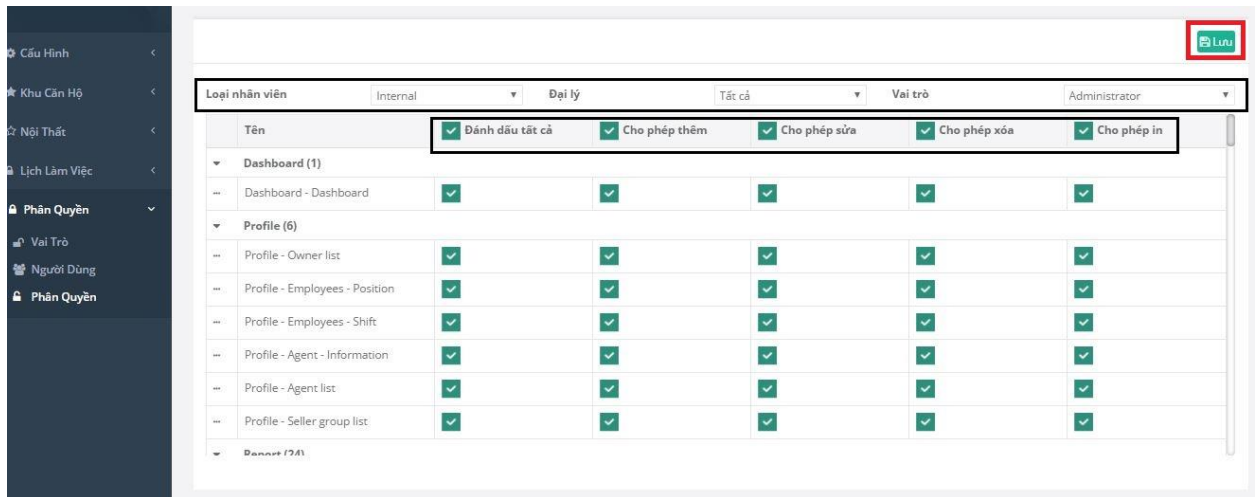 Cấu Hình
Khu Căn Hộ
Nội Thất
Lịch Làm Việc
Phân Quyền
Vai Trò
Người Dùng
Phân Quyền
Lưu
Loại nhân viên Internal Đại lý Tất cả Vai trò Administrator
Tên Đánh dấu tất cả Cho phép thêm Cho phép sửa Cho phép xóa Cho phép in
Dashboard (1)
Dashboard - Dashboard
Profile (6)
Profile - Owner list
Profile - Employees - Position
Profile - Employees - Shift
Profile - Agent - Information
Profile - Agent list
Profile - Seller group list
Report (24)